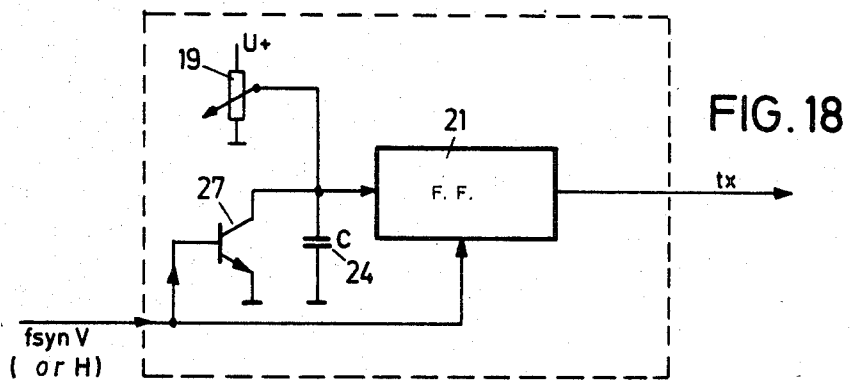 U+
19
FIG. 18
21
F. F.
tx
27
C
24
fsyn V
( or H)